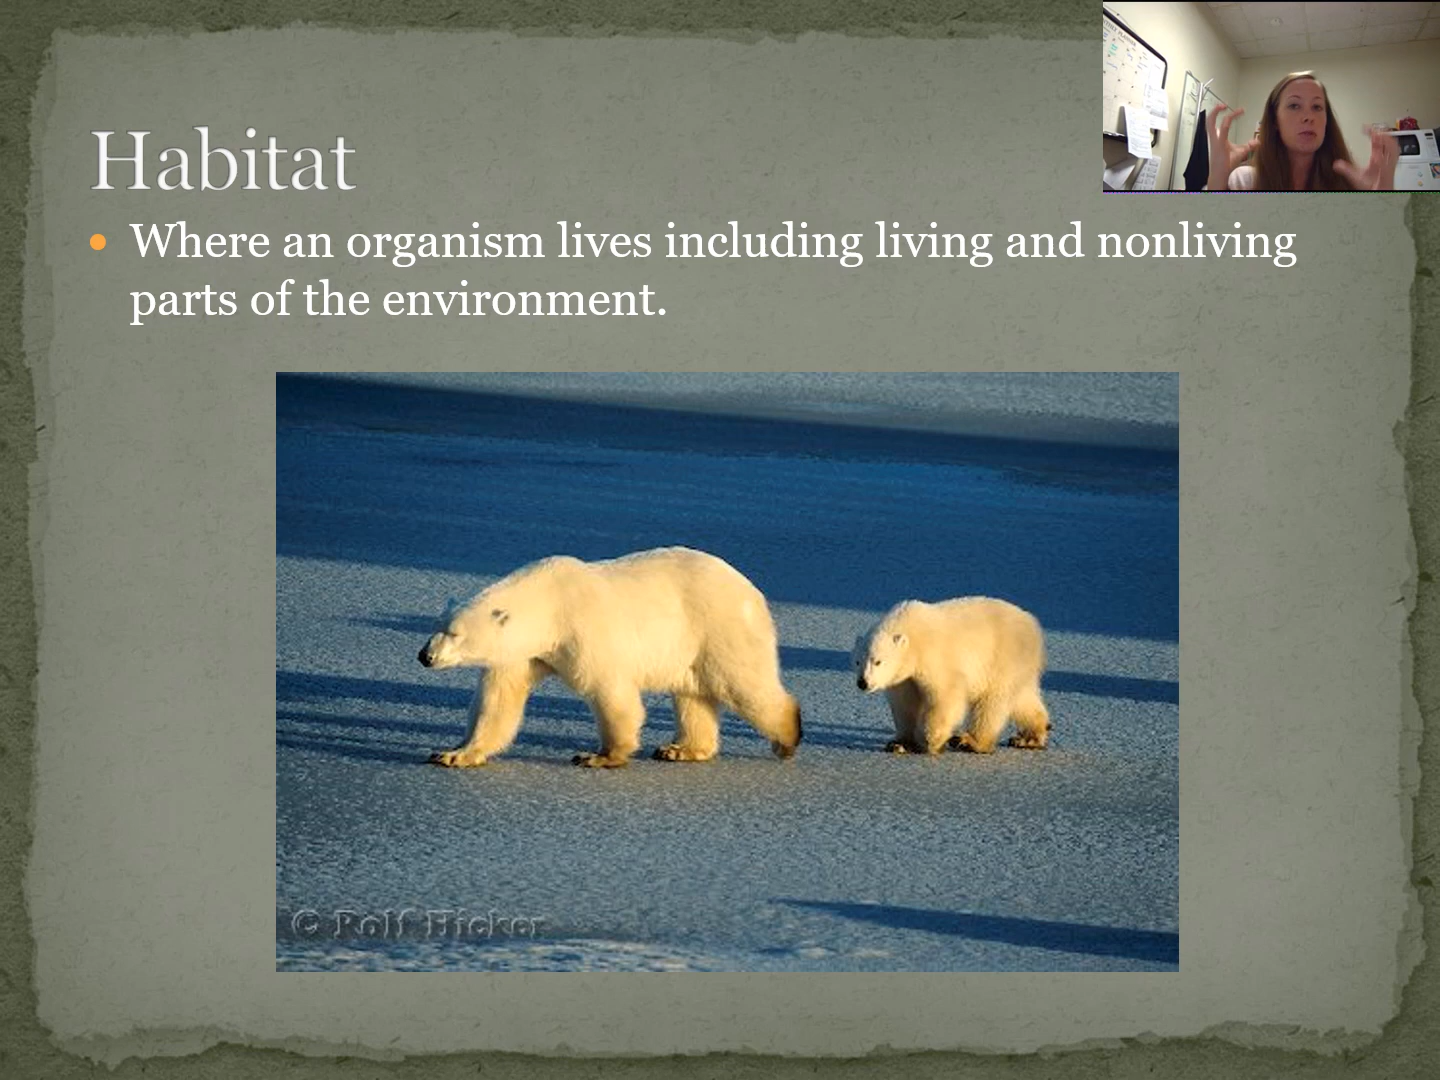 Habitat
Where an organism lives including living and nonliving
parts of the environment.
© Rolf Hicker